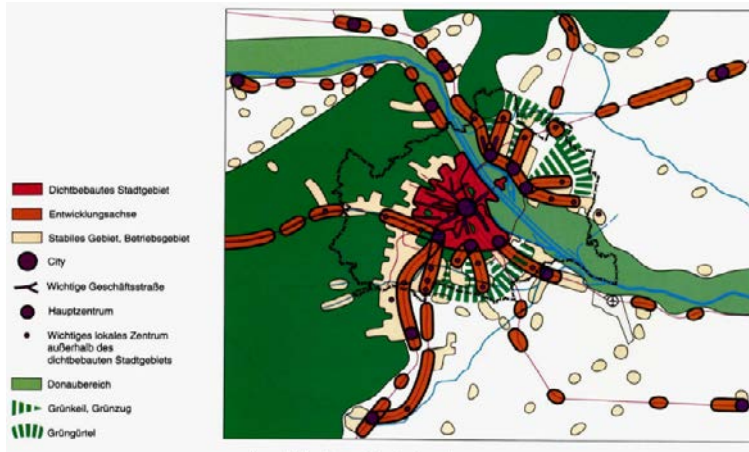 Dichtbebautes Stadtgebiet
Entwicklungsachse
Stabiles Gebiet, Betriebsgebiet
City
Wichtige Geschäftsstraße
Hauptzentrum
Wichtiges lokales Zentrum
außerhalb des
dichtbebauten Stadtgebiets
Donaubereich
Grünkeil, Grünzug
Grüngürtel